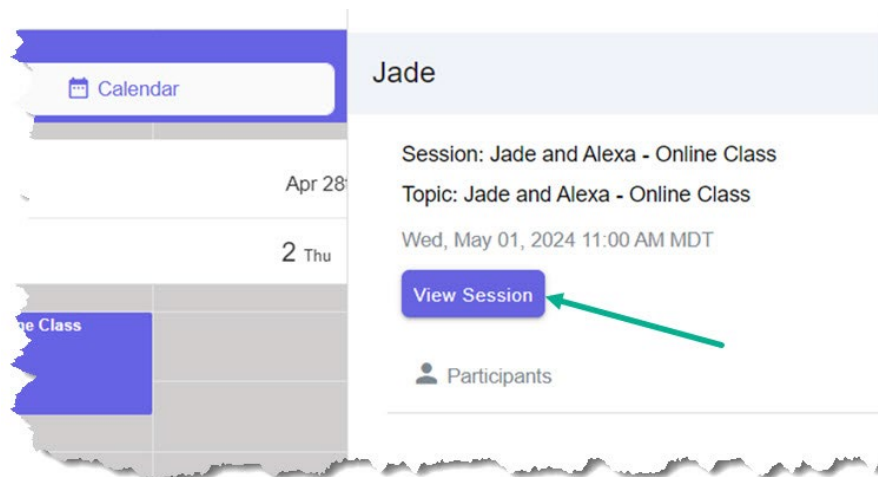 Calendar
Apr 28
2 Thu
ne Class
Jade
Session: Jade and Alexa - Online Class
Topic: Jade and Alexa - Online Class
Wed, May 01, 2024 11:00 AM MDT
View Session
Participants